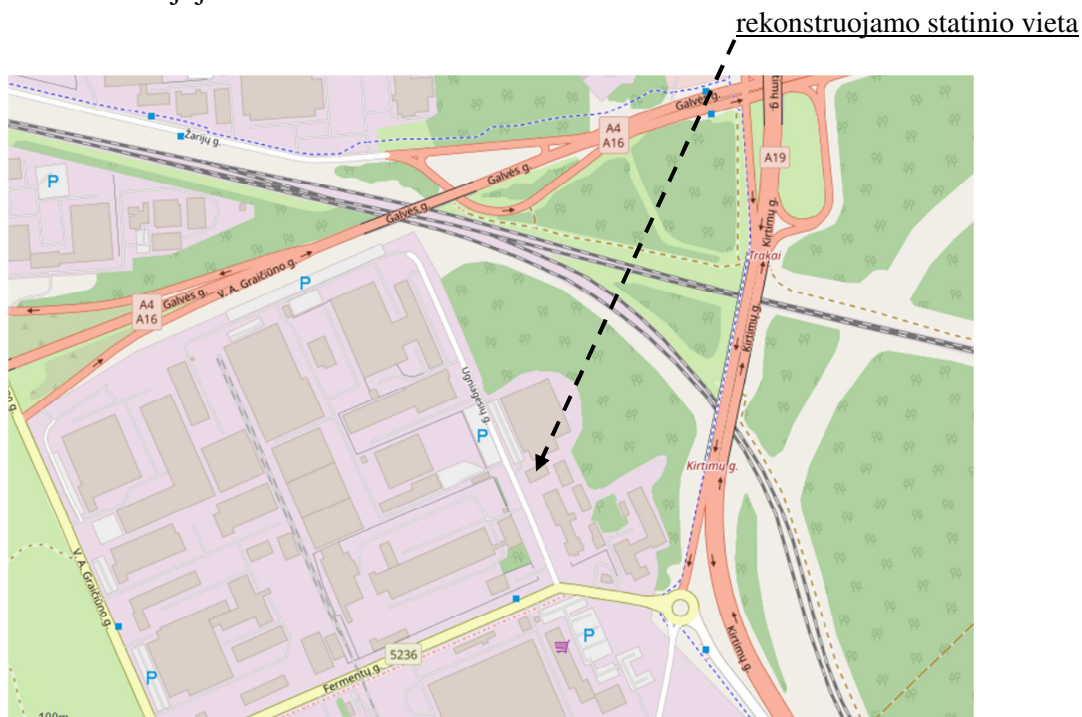 rekonstruojamo statinio vieta
Galvės g.
A4
A16
A19
Žarijų g.
P
Galvės g.
Galvės g.
Kirtimų g.
Trakai
V. A. Graičiūno g.
P
Galvės g.
A4
A16
Kirtimų g.
Ugniagesių g.
P
Kirtimų g.
V. A. Graičiūno g.
P
5236
Fermentų g.
Kirtimų g.
P
100m